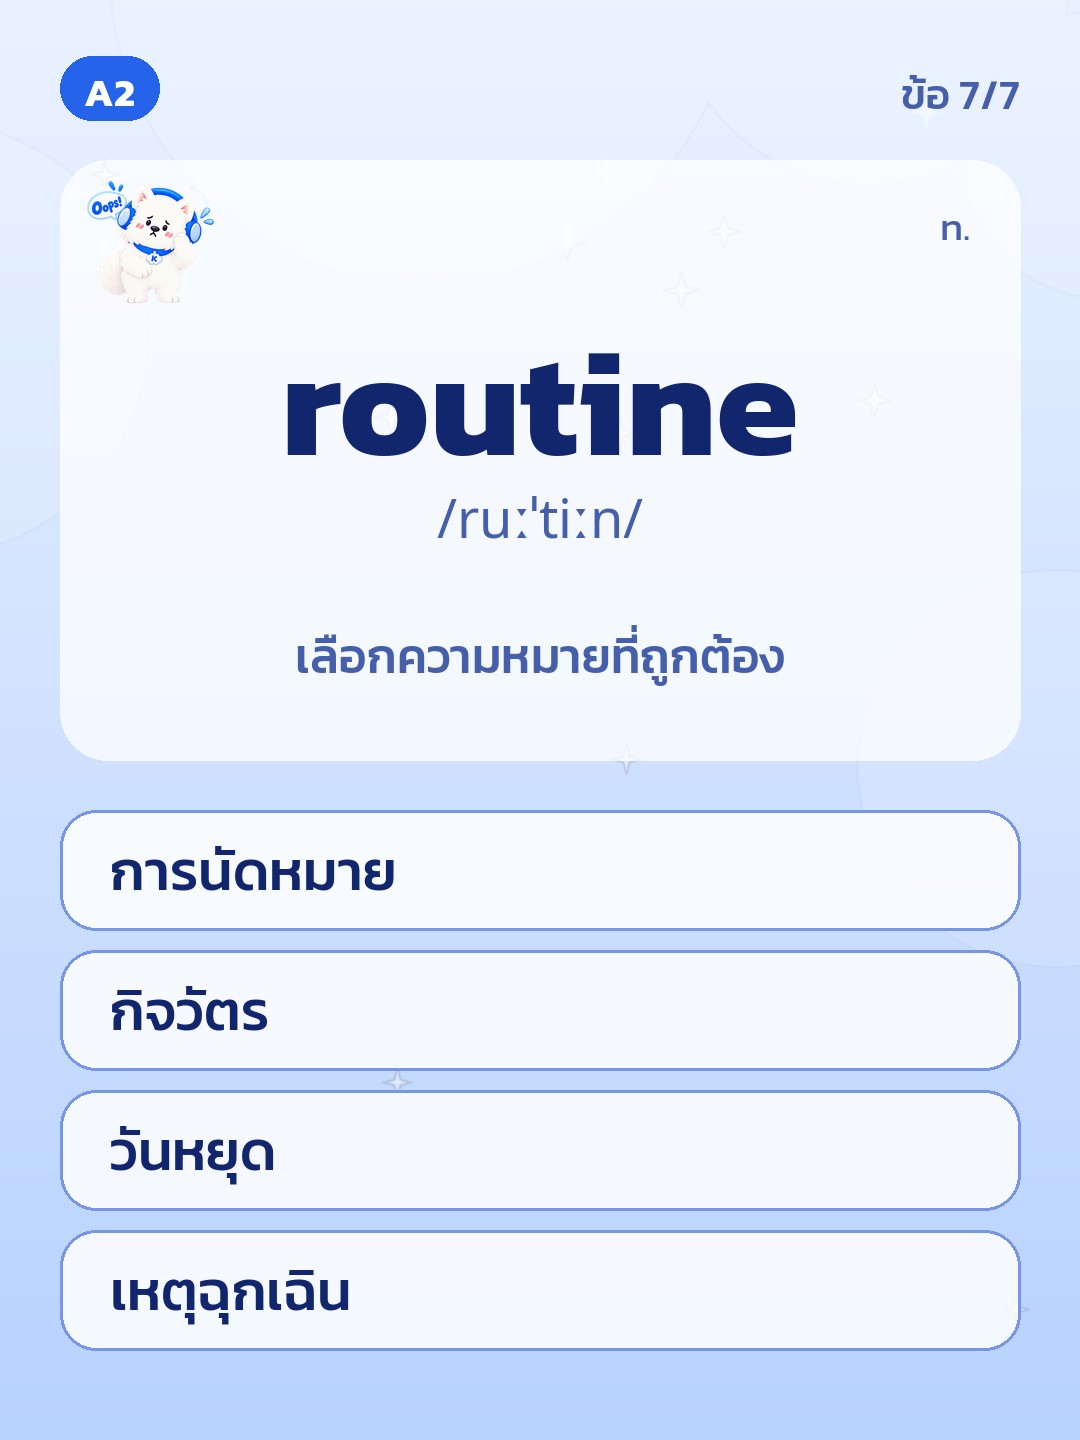 A2
ข้อ 7/7
Oops!
n.
K
routine
/ruːˈtiːn/
เลือกความหมายที่ถูกต้อง
การนัดหมาย
กิจวัตร
วันหยุด
เหตุฉุกเฉิน